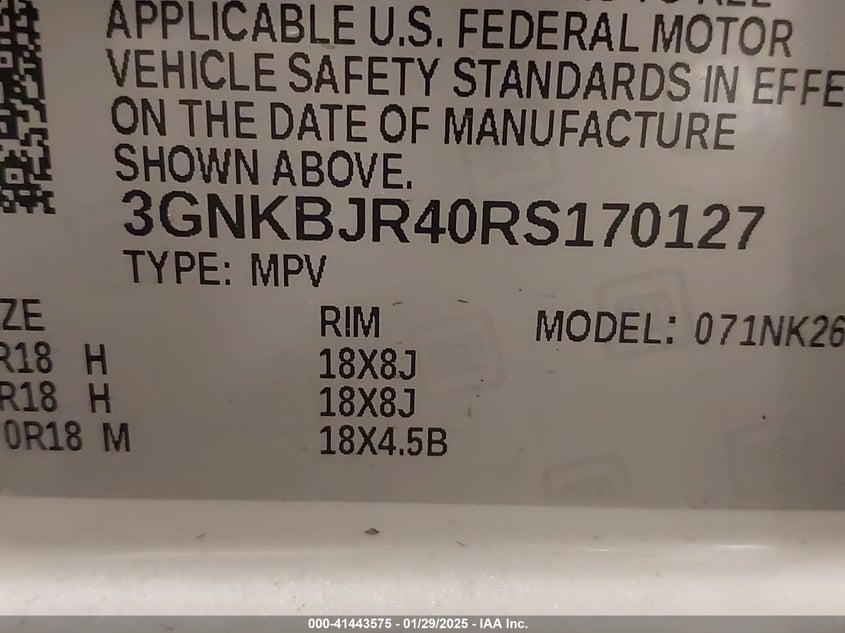 APPLICABLE U.S. FEDERAL MOTOR
VEHICLE SAFETY STANDARDS IN EFFE
ON THE DATE OF MANUFACTURE
SHOWN ABOVE.
3GNKBJR40RS170127
TYPE: MPV
ZE RIM MODEL: 071NK26
R18 H 18X8J
R18 H 18X8J
0R18 M 18X4.5B
000-41443575 - 01/29/2025 - IAA Inc.